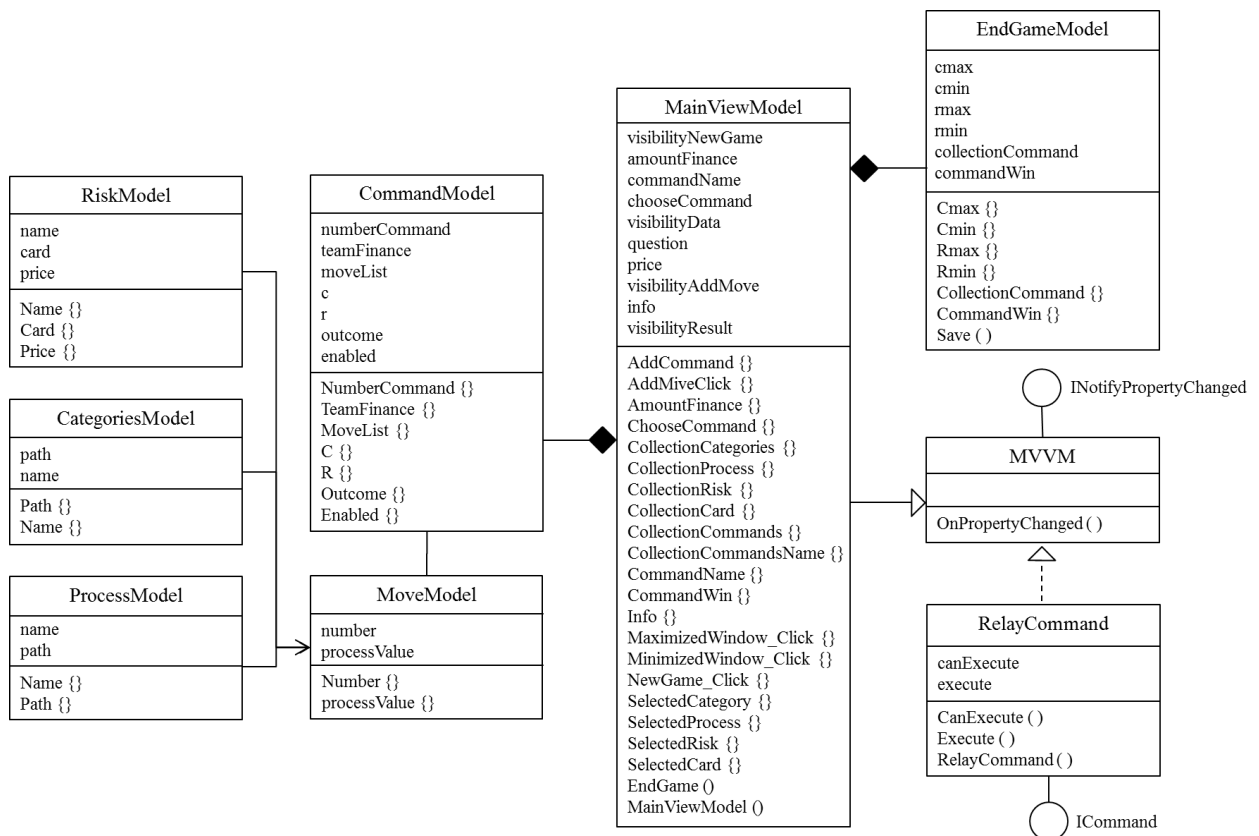 RiskModel
name
card
price
Name {}
Card {}
Price {}
CategoriesModel
path
name
Path {}
Name {}
ProcessModel
name
path
Name {}
Path {}
CommandModel
numberCommand
teamFinance
moveList
c
r
outcome
enabled
NumberCommand {}
TeamFinance {}
MoveList {}
C {}
R {}
Outcome {}
Enabled {}
MoveModel
number
processValue
Number {}
processValue {}
MainViewModel
visibilityNewGame
amountFinance
commandName
chooseCommand
visibilityData
question
price
visibilityAddMove
info
visibilityResult
AddCommand {}
AddMiveClick {}
AmountFinance {}
ChooseCommand {}
CollectionCategories {}
CollectionProcess {}
CollectionRisk {}
CollectionCard {}
CollectionCommands {}
CollectionCommandsName {}
CommandName {}
CommandWin {}
Info {}
MaximizedWindow_Click {}
MinimizedWindow_Click {}
NewGame_Click {}
SelectedCategory {}
SelectedProcess {}
SelectedRisk {}
SelectedCard {}
EndGame ()
MainViewModel ()
EndGameModel
cmax
cmin
rmax
rmin
collectionCommand
commandWin
Cmax {}
Cmin {}
Rmax {}
Rmin {}
CollectionCommand {}
CommandWin {}
Save ( )
INotifyPropertyChanged
MVVM
OnPropertyChanged ( )
RelayCommand
canExecute
execute
CanExecute ( )
Execute ( )
RelayCommand ( )
ICommand